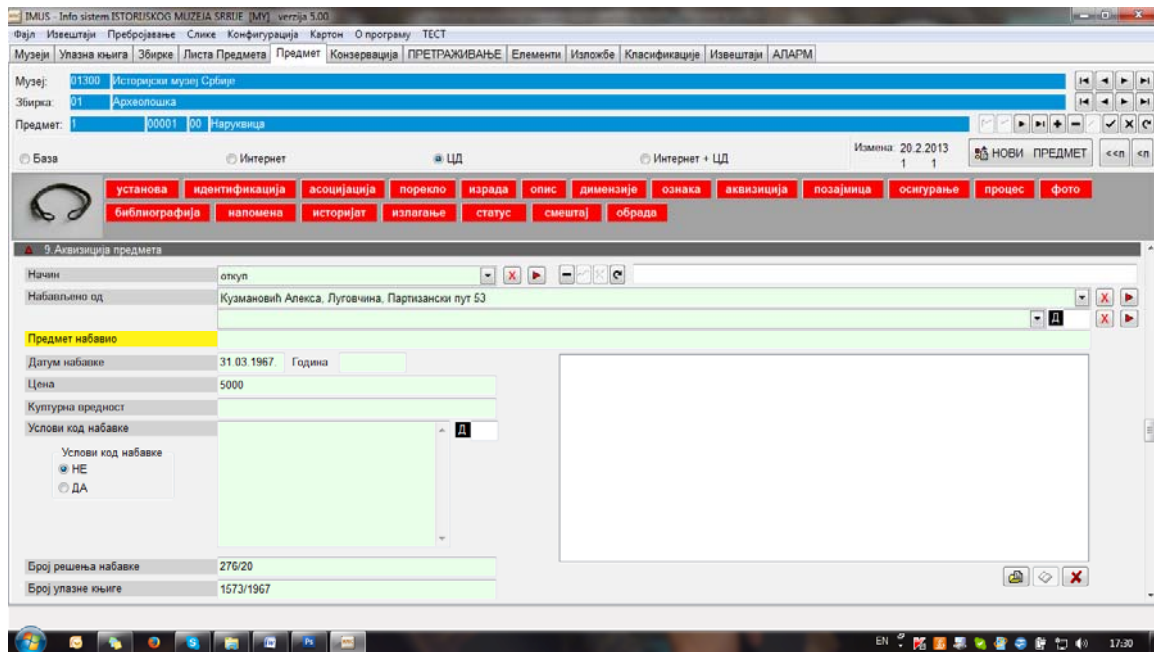 IMUS - Info sistem ISTORIJSKOG MUZEJA SRBIJE [MY] verzija 5.00
Фајл Извештаји Пребројавање Слике Конфигурација Картон О програму ТЕСТ
Музеји Улазна књига Збирке Листа Предмета Предмет Конзервација ПРЕТРАЖИВАЊЕ Елементи Изложбе Класификације Извештаји АЛАРМ
Музеј: 01300 Историјски музеј Србије
Збирка: 01 Археолошка
Предмет: 1 00001 00 Наруквица
База Интернет ЦД Интернет + ЦД Измена: 20.2.2013 НОВИ ПРЕДМЕТ <<п <п
1 1
установа идентификација асоцијација порекло израда опис димензије ознака аквизиција позајмица осигурање процес фото
библиографија напомена историјат излагање статус смештај обрада
9.Аквизиција предмета
Начин откуп X
Набављено од Кузмановић Алекса, Луговчина, Партизански пут 53 X
Д X
Предмет набавио
Датум набавке 31.03.1967. Година
Цена 5000
Културна вредност
Услови код набавке Д
Услови код набавке
НЕ
ДА
Број решења набавке 276/20
Број улазне књиге 1573/1967
EN 17:30